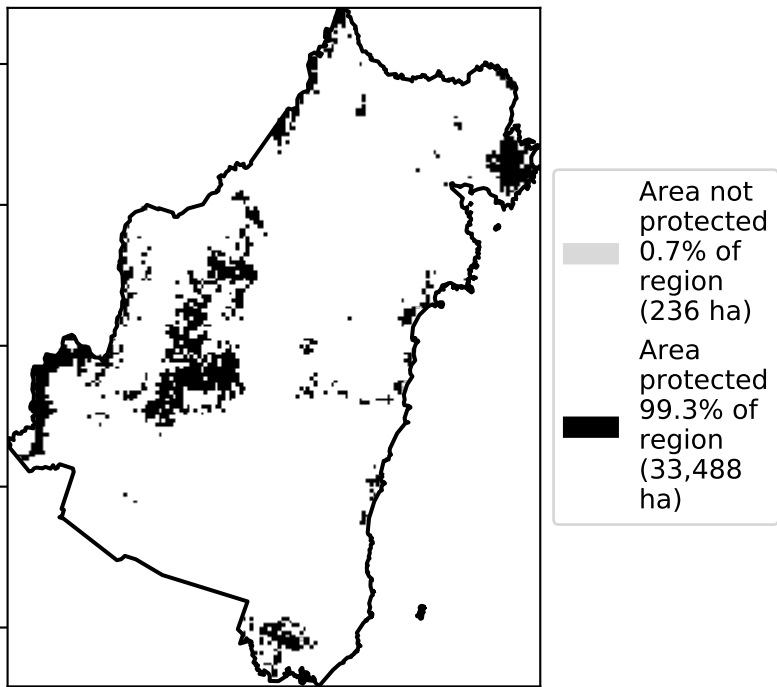 Area not
protected
0.7% of
region
(236 ha)
Area
protected
99.3% of
region
(33,488
ha)